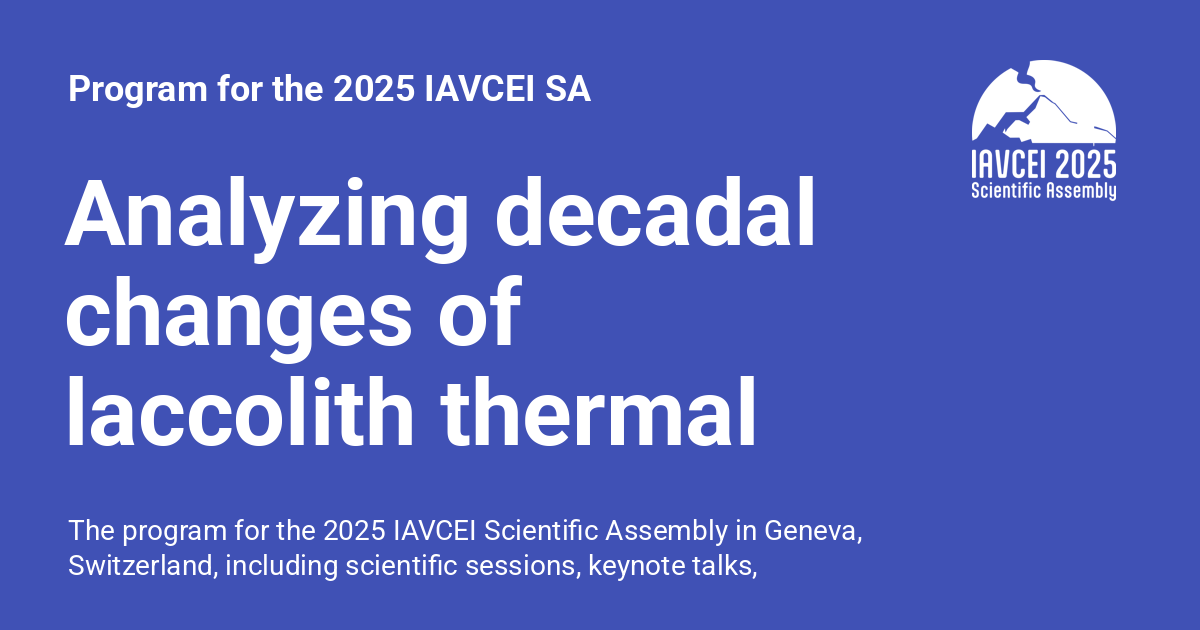 Program for the 2025 IAVCEI SA
IAVCEI 2025
Scientific Assembly
Analyzing decadal
changes of
laccolith thermal
The program for the 2025 IAVCEI Scientific Assembly in Geneva,
Switzerland, including scientific sessions, keynote talks,